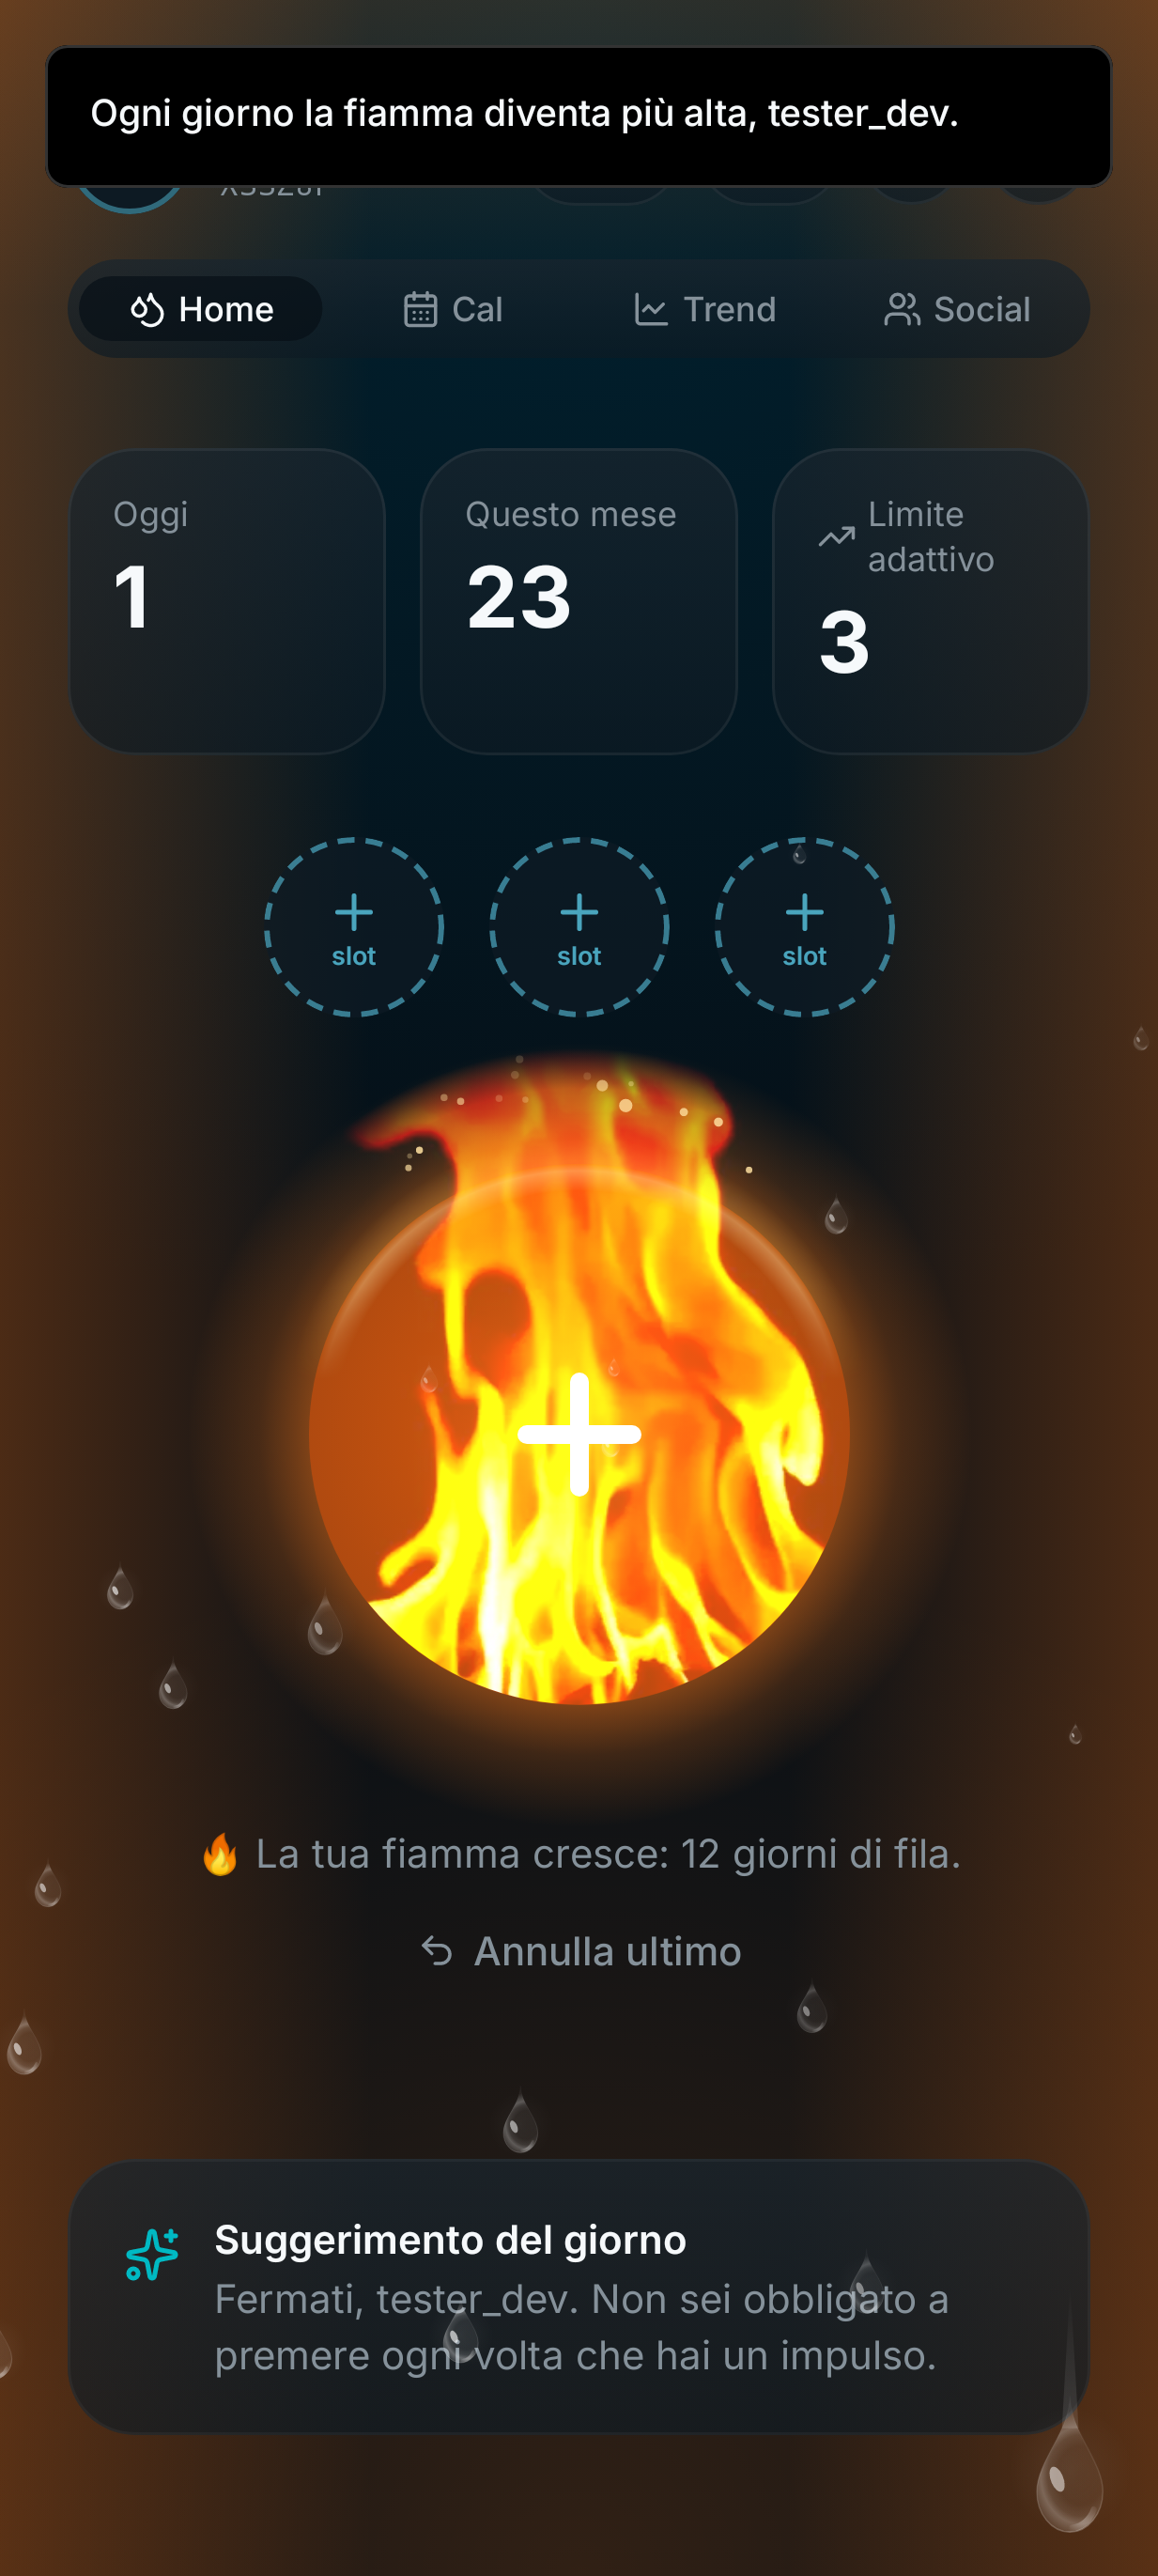 Ogni giorno la fiamma diventa più alta, tester_dev.
Home
Cal
Trend
Social
Oggi
1
Questo mese
23
Limite
adattivo
3
slot
slot
slot
🔥 La tua fiamma cresce: 12 giorni di fila.
Annulla ultimo
Suggerimento del giorno
Fermati, tester_dev. Non sei obbligato a
premere ogni volta che hai un impulso.